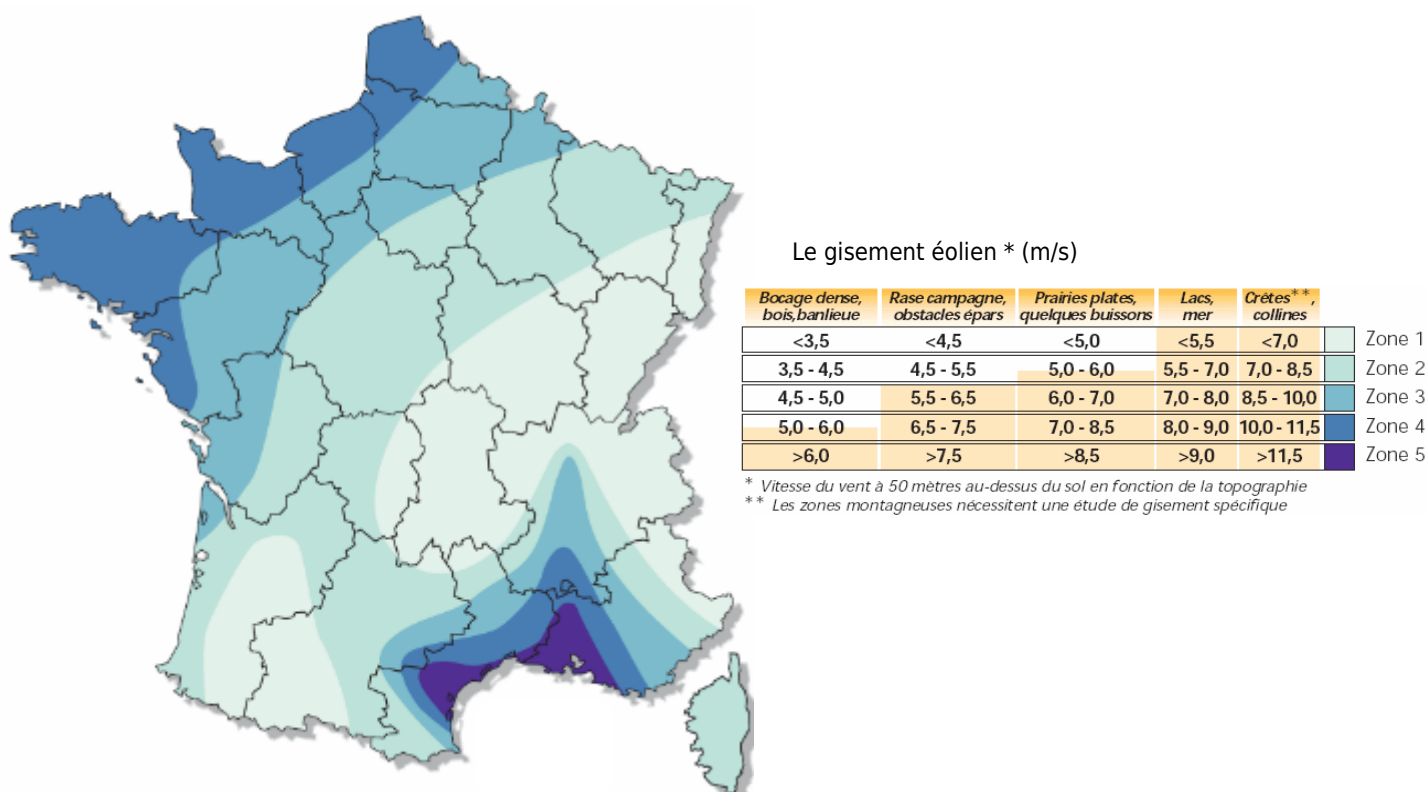 Le gisement éolien * (m/s)
Bocage dense, bois,banlieue
Rase campagne, obstacles épars
Prairies plates, quelques buissons
Lacs, mer
Crêtes**, collines
<3,5 <4,5 <5,0 <5,5 <7,0 Zone 1
3,5 - 4,5 4,5 - 5,5 5,0 - 6,0 5,5 - 7,0 7,0 - 8,5 Zone 2
4,5 - 5,0 5,5 - 6,5 6,0 - 7,0 7,0 - 8,0 8,5 - 10,0 Zone 3
5,0 - 6,0 6,5 - 7,5 7,0 - 8,5 8,0 - 9,0 10,0 - 11,5 Zone 4
>6,0 >7,5 >8,5 >9,0 >11,5 Zone 5
* Vitesse du vent à 50 mètres au-dessus du sol en fonction de la topographie
** Les zones montagneuses nécessitent une étude de gisement spécifique